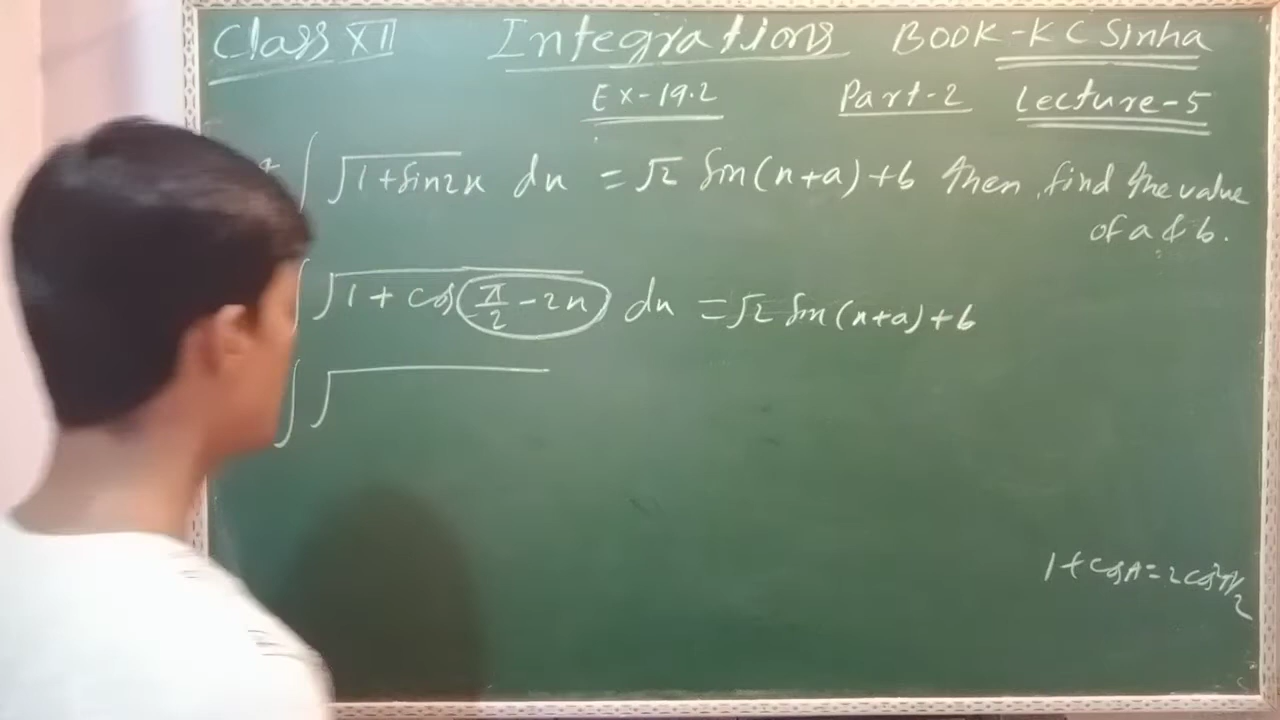 Class XII Integrations BOOK-KC Sinha
Ex-19.2 Part-2 Lecture-5
∫ √1+sin2x dx = √2 Sin(x+a)+b then find the value
of a & b.
∫ √1+cos(π/2-2x) dx = √2 Sin(x+a)+b
∫ √
1+cosA=2cos²A/2